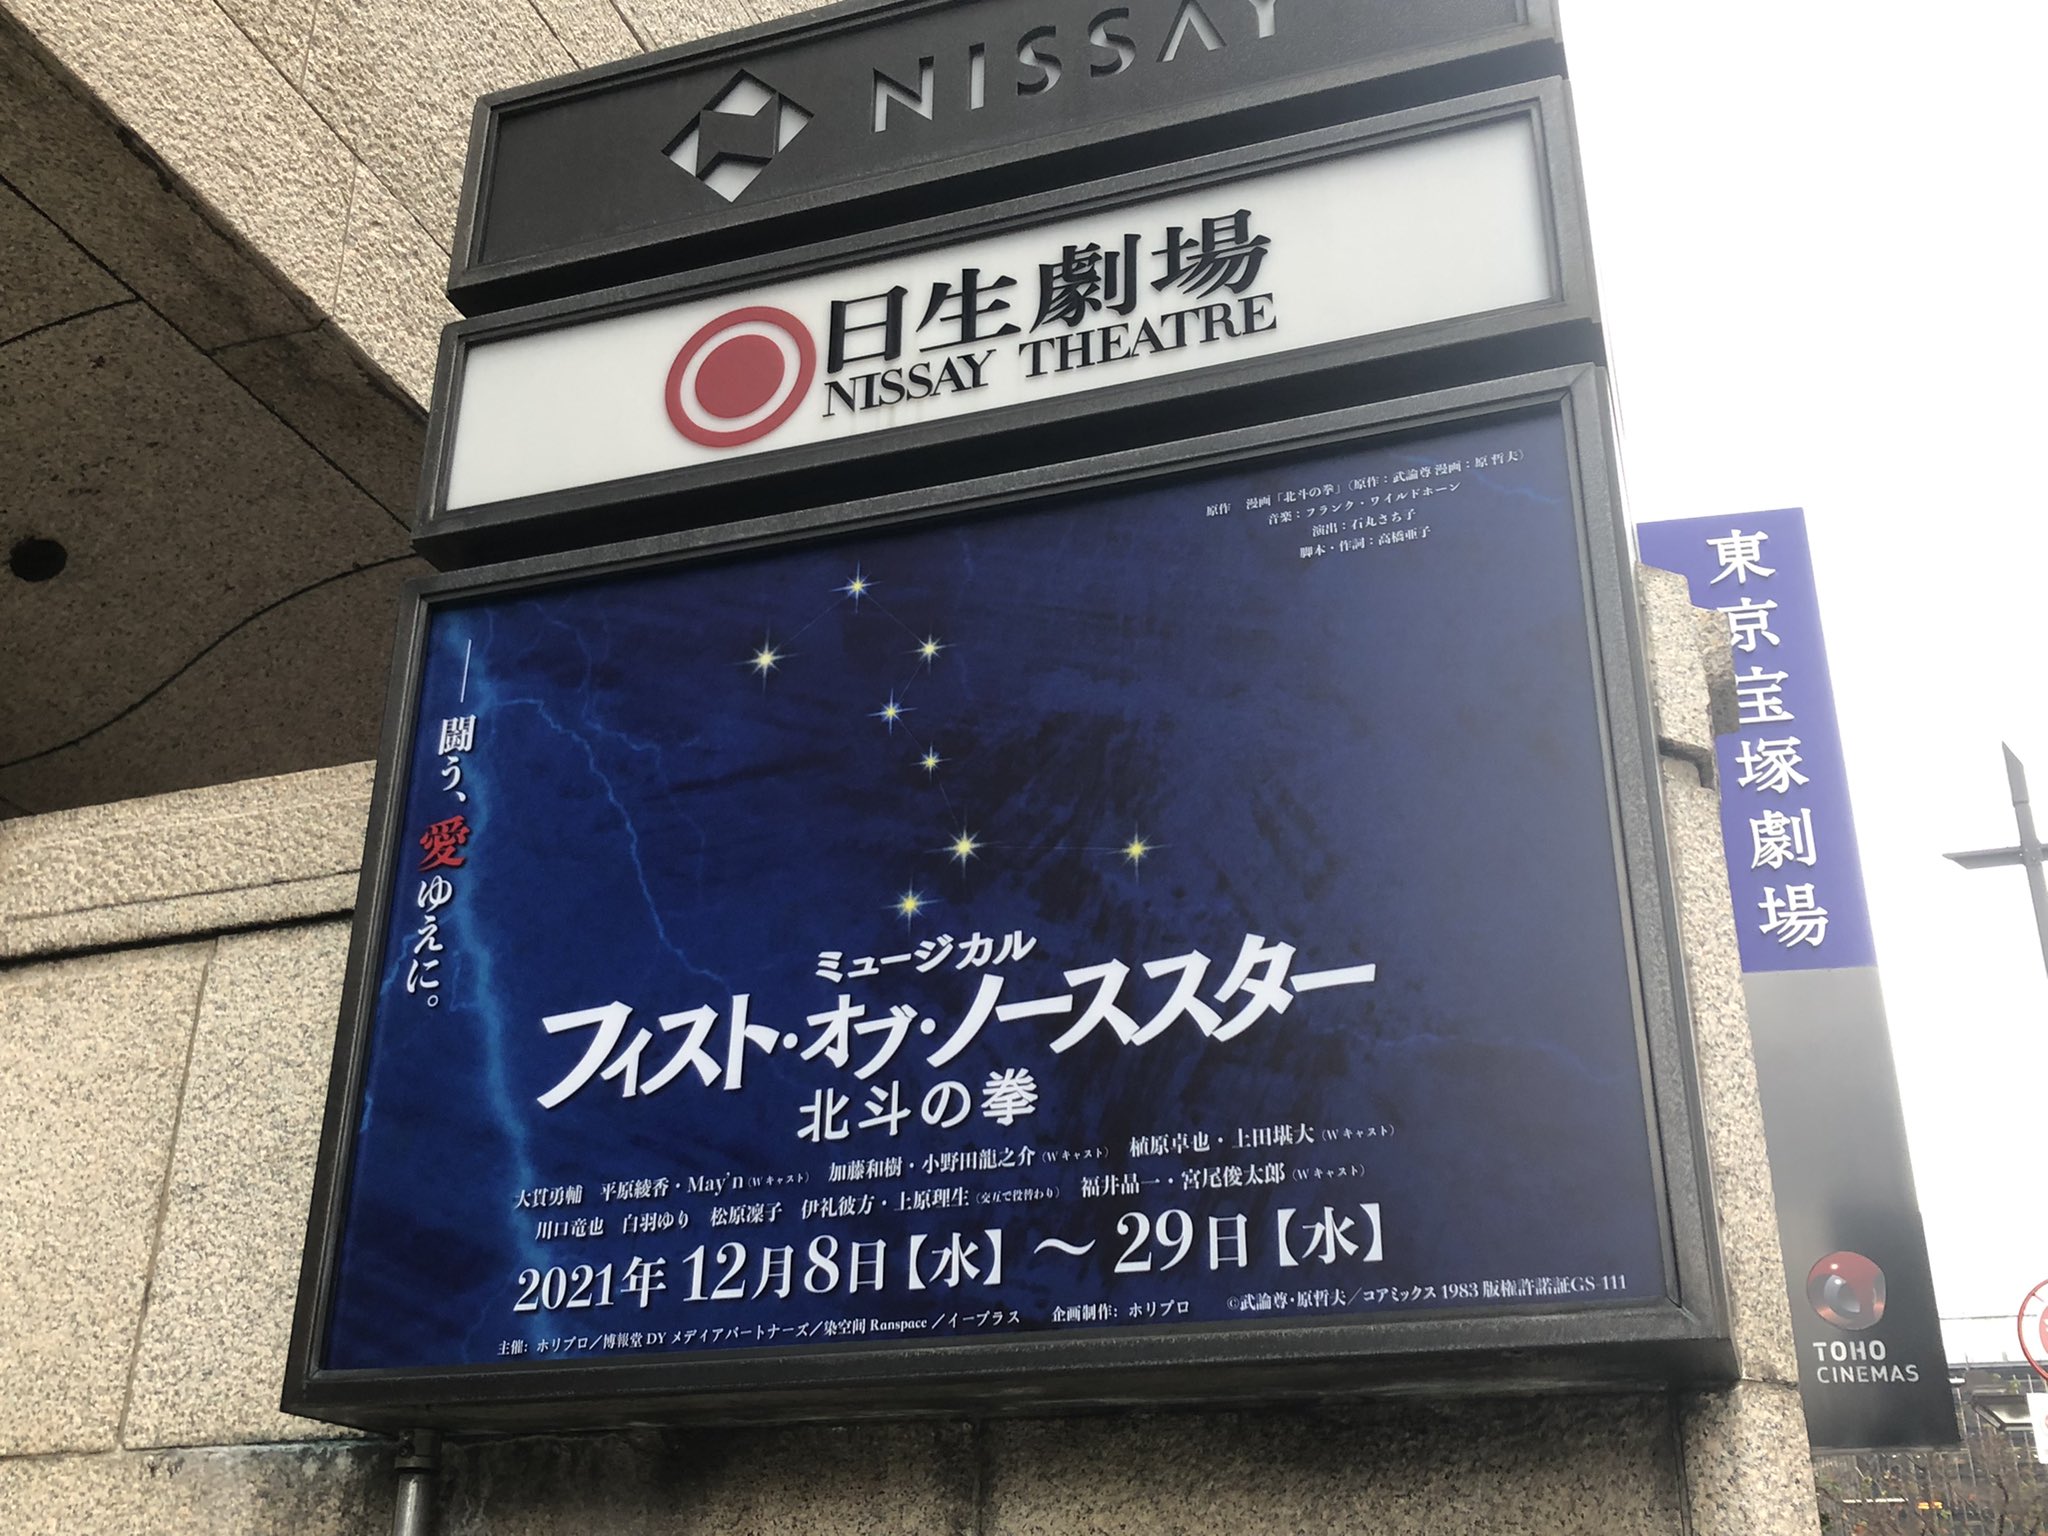 NISSAY
日生劇場
NISSAY THEATRE
原作 漫画「北斗の拳」(原作：武論尊 漫画：原 哲夫)
音楽：フランク・ワイルドホーン
演出：石丸さち子
脚本・作詞：高橋亜子
──闘う、愛ゆえに。
ミュージカル
フィスト・オブ・ノーススター
北斗の拳
大貫勇輔 平原綾香・May'n(Wキャスト) 加藤和樹・小野田龍之介(Wキャスト) 植原卓也・上田堪大(Wキャスト)
川口竜也 白羽ゆり 松原凜子 伊礼彼方・上原理生(交互で役替わり) 福井晶一・宮尾俊太郎(Wキャスト)
2021年 12月8日【水】〜29日【水】
主催：ホリプロ／博報堂DYメディアパートナーズ／染空间 Ranspace／イープラス 企画制作：ホリプロ ©武論尊・原哲夫／コアミックス 1983 版権許諾証GS-111
東京宝塚劇場
TOHO
CINEMAS